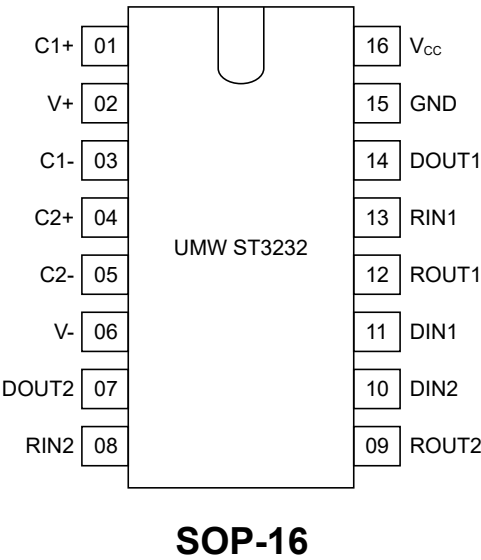 C1+ 01 16 Vcc
V+ 02 15 GND
C1- 03 14 DOUT1
C2+ 04 13 RIN1
UMW ST3232
C2- 05 12 ROUT1
V- 06 11 DIN1
DOUT2 07 10 DIN2
RIN2 08 09 ROUT2
SOP-16